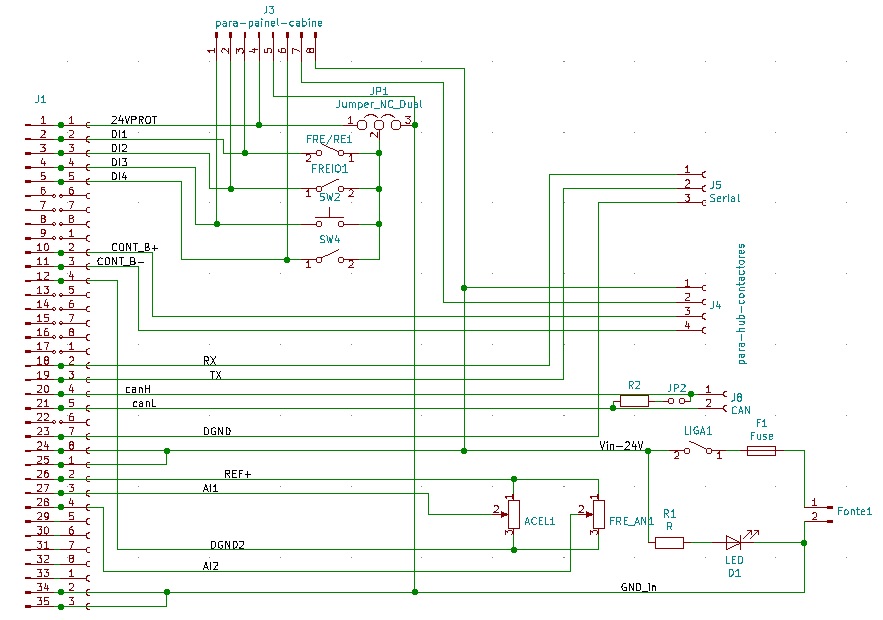 J3
para-painel-cabine
1 2 3 4 5 6 7 8
J1
JP1
Jumper_NC_Dual
1 3
2
1 1 24VPROT
2 2 DI1
3 3 DI2
4 4 DI3
5 5 DI4
6 6
7 7
8 8
9 1
10 2 CONT_B+
11 3 CONT_B-
12 4
13 5
14 6
15 7
16 8
17 1
18 2 RX
19 3 TX
20 4 canH
21 5 canL
22 6
23 7 DGND
24 8
25 1
26 2 REF+
27 3 AI1
28 4
29 5
30 6
31 7 DGND2
32 8
33 1 AI2
34 2
35 3
FRE/RE1
2 1
FREIO1
1 2
SW2
SW4
1 2
1
2
3
J5
Serial
1
2
3
4
J4
para-hub-contactores
R2
JP2
1
2
J8
CAN
Vin-24V
LIGA1
2 1
F1
Fuse
1
2
3
ACEL1
1
2
3
FRE_AN1
R1
R
LED
D1
1
2
Fonte1
GND_In